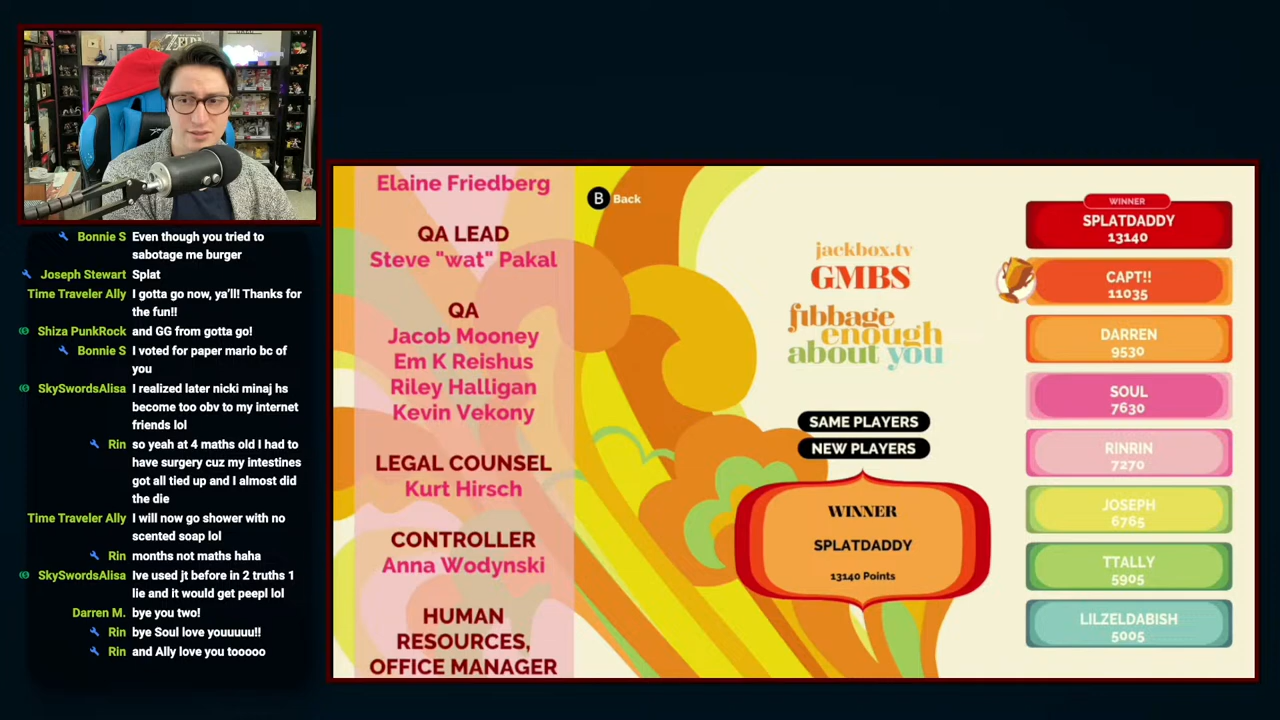 ZELDA
Bonnie S Even though you tried to
sabotage me burger
Joseph Stewart Splat
Time Traveler Ally I gotta go now, ya'll! Thanks for
the fun!!
Shiza PunkRock and GG from gotta go!
Bonnie S I voted for paper mario bc of
you
SkySwordsAlisa I realized later nicki minaj hs
become too obv to my internet
friends lol
Rin so yeah at 4 maths old I had to
have surgery cuz my intestines
got all tied up and I almost did
the die
Time Traveler Ally I will now go shower with no
scented soap lol
Rin months not maths haha
SkySwordsAlisa Ive used jt before in 2 truths 1
lie and it would get peepl lol
Darren M. bye you two!
Rin bye Soul love youuuuu!!
Rin and Ally love you tooooo
Elaine Friedberg
QA LEAD
Steve "wat" Pakal
QA
Jacob Mooney
Em K Reishus
Riley Halligan
Kevin Vekony
LEGAL COUNSEL
Kurt Hirsch
CONTROLLER
Anna Wodynski
HUMAN
RESOURCES,
OFFICE MANAGER
B Back
jackbox.tv
GMBS
fibbage
enough
about you
SAME PLAYERS
NEW PLAYERS
WINNER
SPLATDADDY
13140 Points
WINNER
SPLATDADDY
13140
CAPT!!
11035
DARREN
9530
SOUL
7630
RINRIN
7270
JOSEPH
6765
TTALLY
5905
LILZELDABISH
5005